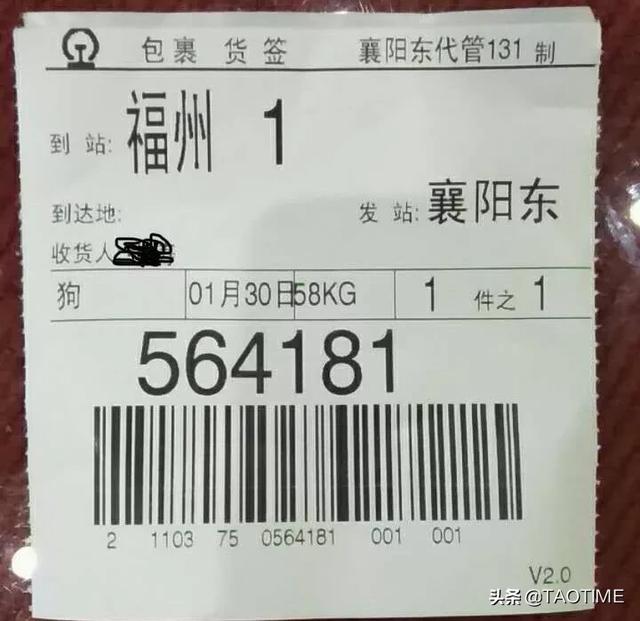 包裹 货签 襄阳东代管131 制
到 站: 福州 1
到达地:
发 站: 襄阳东
收货人
狗 01月30日 58KG 1 件之 1
564181
2 1103 75 0564181 001 001
V2.0
头条 @TAOTIME